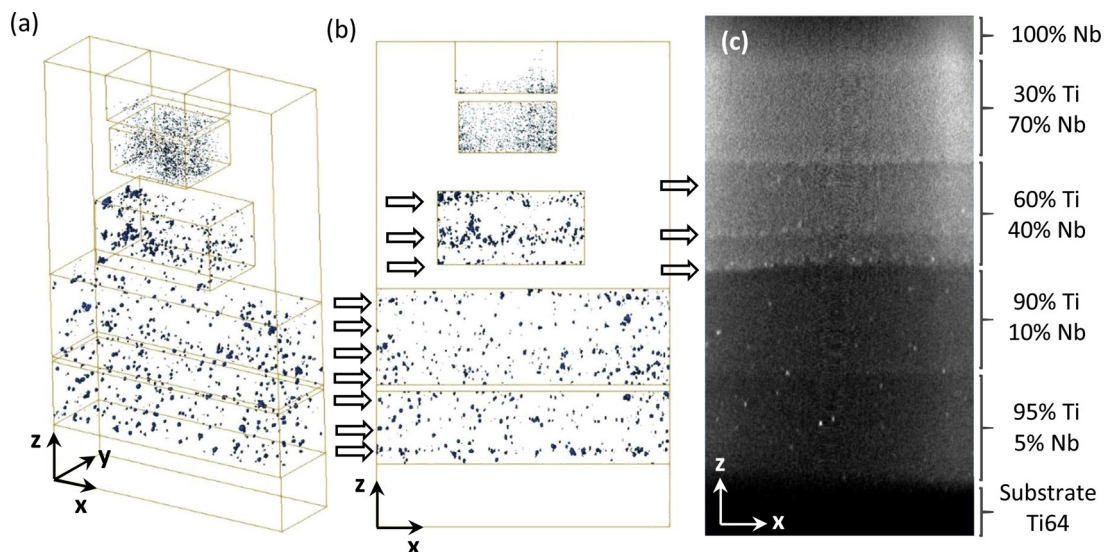 (a)
(b)
(c)
100% Nb
30% Ti
70% Nb
60% Ti
40% Nb
90% Ti
10% Nb
95% Ti
5% Nb
Substrate
Ti64
z
y
x
z
x
z
x